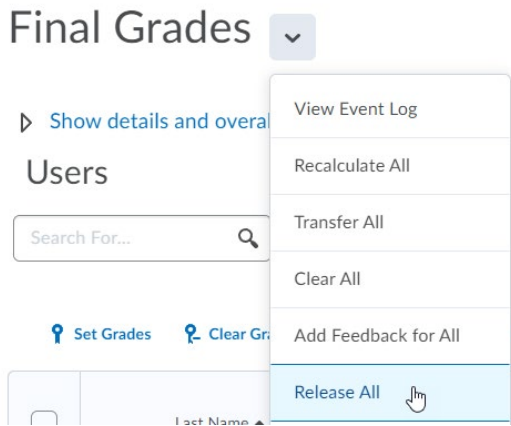 Final Grades
View Event Log
Show details and overal
Recalculate All
Users
Transfer All
Search For...
Clear All
Set Grades
Clear Gra
Add Feedback for All
Release All
Last Name